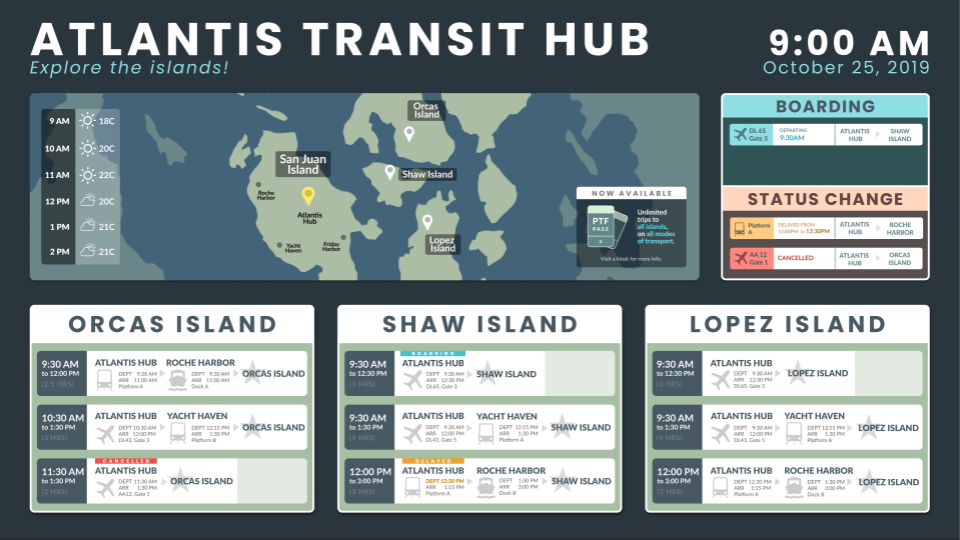 ATLANTIS TRANSIT HUB
Explore the islands!
9:00 AM
October 25, 2019
9 AM 18C
10 AM 20C
11 AM 22C
12 PM 20C
1 PM 21C
2 PM 21C
Orcas
Island
San Juan
Island
Shaw Island
Roche
Harbor
Atlantis
Hub
Yacht
Haven
Friday
Harbor
Lopez
Island
NOW AVAILABLE
PTF
PASS
Unlimited
trips to
all islands,
on all modes
of transport.
Visit a kiosk for more info.
BOARDING
DL 65
Gate 3
DEPARTING
9:30AM
ATLANTIS
HUB
SHAW
ISLAND
STATUS CHANGE
Platform
A
DELAYED FROM
12:00PM to 12:30PM
ATLANTIS
HUB
ROCHE
HARBOR
AA 12
Gate 1
CANCELLED
ATLANTIS
HUB
ORCAS
ISLAND
ORCAS ISLAND
9:30 AM
to 12:00 PM
(2.5 HRS)
ATLANTIS HUB
DEPT 9:30 AM
ARR 11:00 AM
Platform A
ROCHE HARBOR
DEPT 9:30 AM
ARR 11:00 AM
Dock A
ORCAS ISLAND
10:30 AM
to 1:30 PM
(3 HRS)
ATLANTIS HUB
DEPT 10:30 AM
ARR 12:00 PM
DL43, Gate 3
YACHT HAVEN
DEPT 12:15 PM
ARR 1:30 PM
Platform B
ORCAS ISLAND
11:30 AM
to 1:30 PM
(2 HRS)
CANCELLED
ATLANTIS HUB
DEPT 11:30 AM
ARR 1:30 PM
AA12, Gate 1
ORCAS ISLAND
SHAW ISLAND
9:30 AM
to 12:30 PM
(3 HRS)
BOARDING
ATLANTIS HUB
DEPT 9:30 AM
ARR 12:30 PM
DL65, Gate 3
SHAW ISLAND
9:30 AM
to 1:30 PM
(4 HRS)
ATLANTIS HUB
DEPT 9:30 AM
ARR 12:00 PM
DL43, Gate 5
YACHT HAVEN
DEPT 12:15 PM
ARR 1:30 PM
Platform A
SHAW ISLAND
12:00 PM
to 3:00 PM
(3 HRS)
DELAYED
ATLANTIS HUB
DEPT 12:30 PM
ARR 1:15 PM
Platform A
ROCHE HARBOR
DEPT 1:30 PM
ARR 3:00 PM
Dock B
SHAW ISLAND
LOPEZ ISLAND
9:30 AM
to 12:30 PM
(3 HRS)
ATLANTIS HUB
DEPT 9:30 AM
ARR 12:30 PM
DL65, Gate 3
LOPEZ ISLAND
9:30 AM
to 1:30 PM
(4 HRS)
ATLANTIS HUB
DEPT 9:30 AM
ARR 12:00 PM
DL43, Gate 5
YACHT HAVEN
DEPT 12:15 PM
ARR 1:30 PM
Platform A
LOPEZ ISLAND
12:00 PM
to 3:00 PM
(3 HRS)
ATLANTIS HUB
DEPT 12:30 PM
ARR 1:15 PM
Platform A
ROCHE HARBOR
DEPT 1:30 PM
ARR 3:00 PM
Dock B
LOPEZ ISLAND